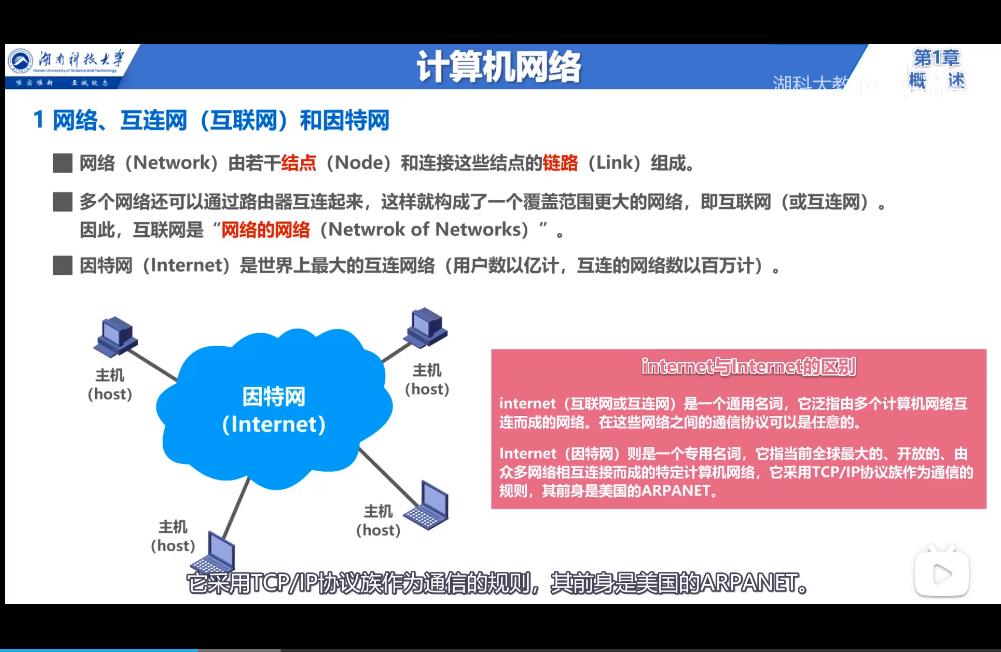 湖南科技大学
Hunan University of Science and Technology
唯实惟新 至诚致志
计算机网络
第1章
概 述
湖科大教
1 网络、互连网（互联网）和因特网
网络（Network）由若干结点（Node）和连接这些结点的链路（Link）组成。
多个网络还可以通过路由器互连起来，这样就构成了一个覆盖范围更大的网络，即互联网（或互连网）。
因此，互联网是“网络的网络（Netwrok of Networks）”。
因特网（Internet）是世界上最大的互连网络（用户数以亿计，互连的网络数以百万计）。
主机
(host)
主机
(host)
因特网
（Internet）
主机
(host)
主机
(host)
internet与Internet的区别
internet（互联网或互连网）是一个通用名词，它泛指由多个计算机网络互
连而成的网络。在这些网络之间的通信协议可以是任意的。
Internet（因特网）则是一个专用名词，它指当前全球最大的、开放的、由
众多网络相互连接而成的特定计算机网络，它采用TCP/IP协议族作为通信的
规则，其前身是美国的ARPANET。
它采用TCP/IP协议族作为通信的规则，其前身是美国的ARPANET。